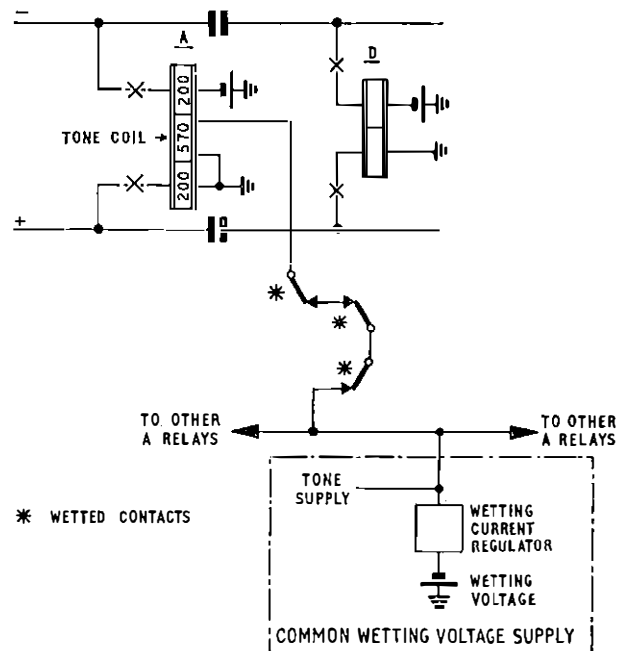 −
A
D
200
TONE COIL
570
200
+
TO OTHER
A RELAYS
TO OTHER
A RELAYS
TONE
SUPPLY
✳ WETTED CONTACTS
WETTING
CURRENT
REGULATOR
WETTING
VOLTAGE
COMMON WETTING VOLTAGE SUPPLY